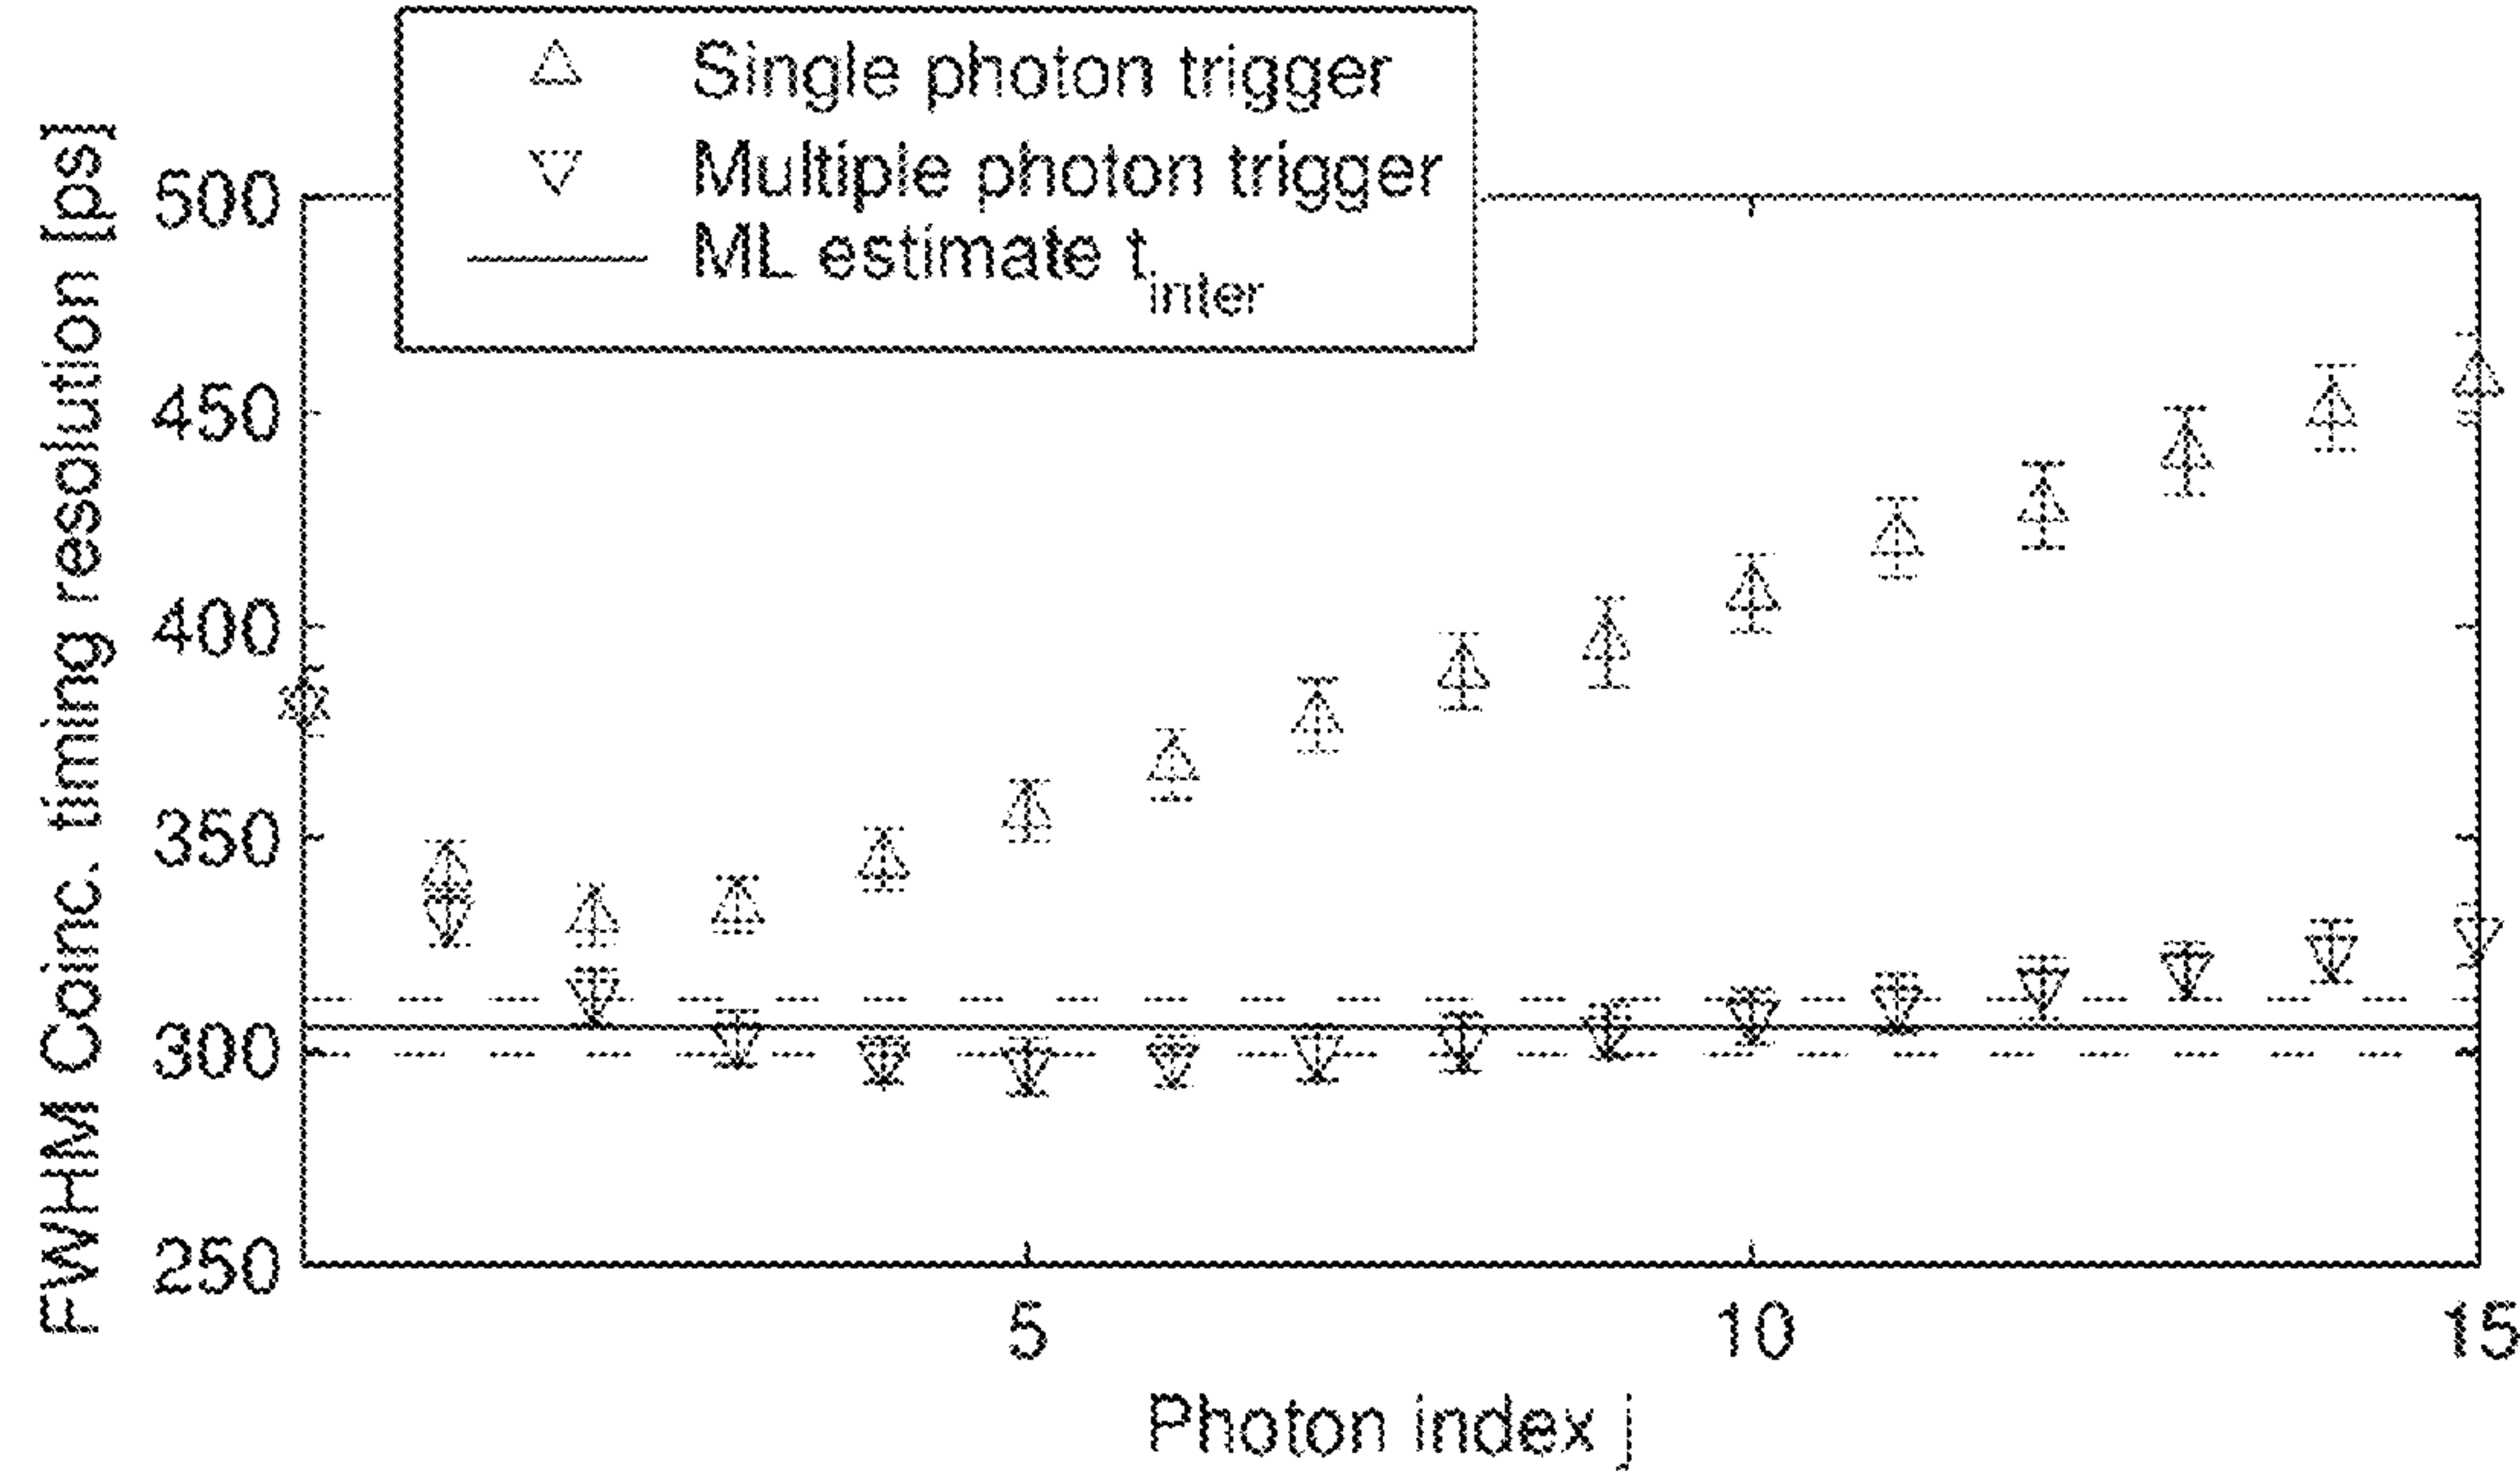 Single photon trigger
Multiple photon trigger
ML estimate t_inter
FWHM Coinc. timing resolution [ps]
500
450
400
350
300
250
5
10
15
Photon index j